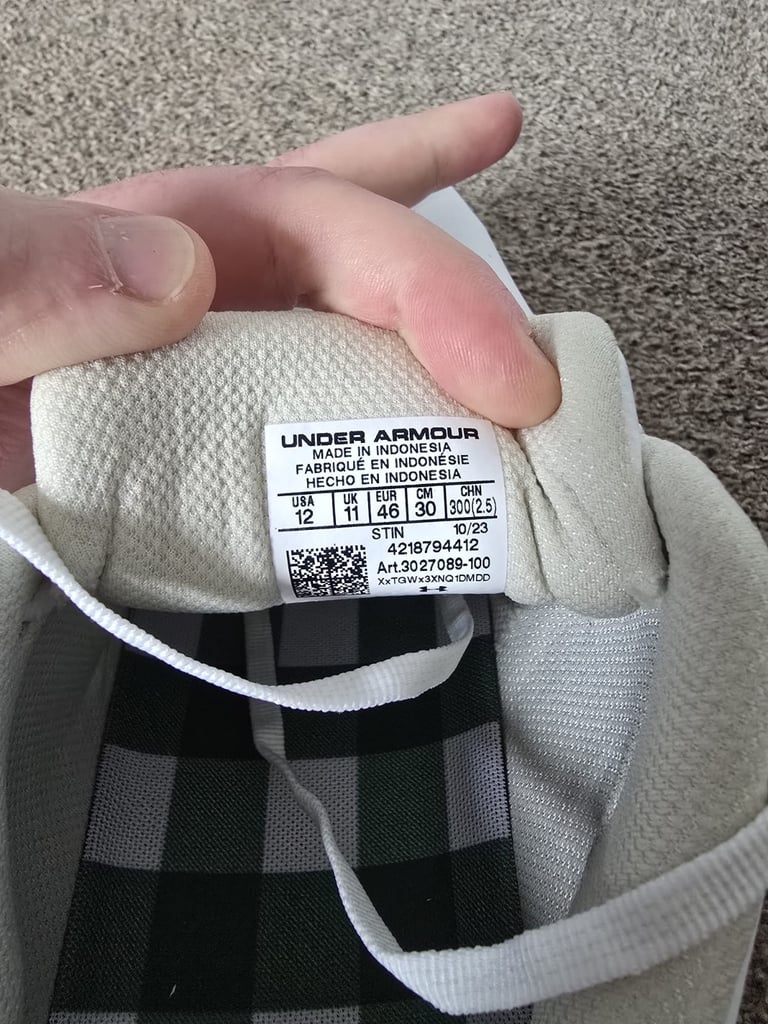 UNDER ARMOUR
MADE IN INDONESIA
FABRIQUÉ EN INDONÉSIE
HECHO EN INDONESIA
USA UK EUR CM CHN
12 11 46 30 300(2.5)
STIN 10/23
4218794412
Art.3027089-100
XxTGWx3XNQ1DMDD